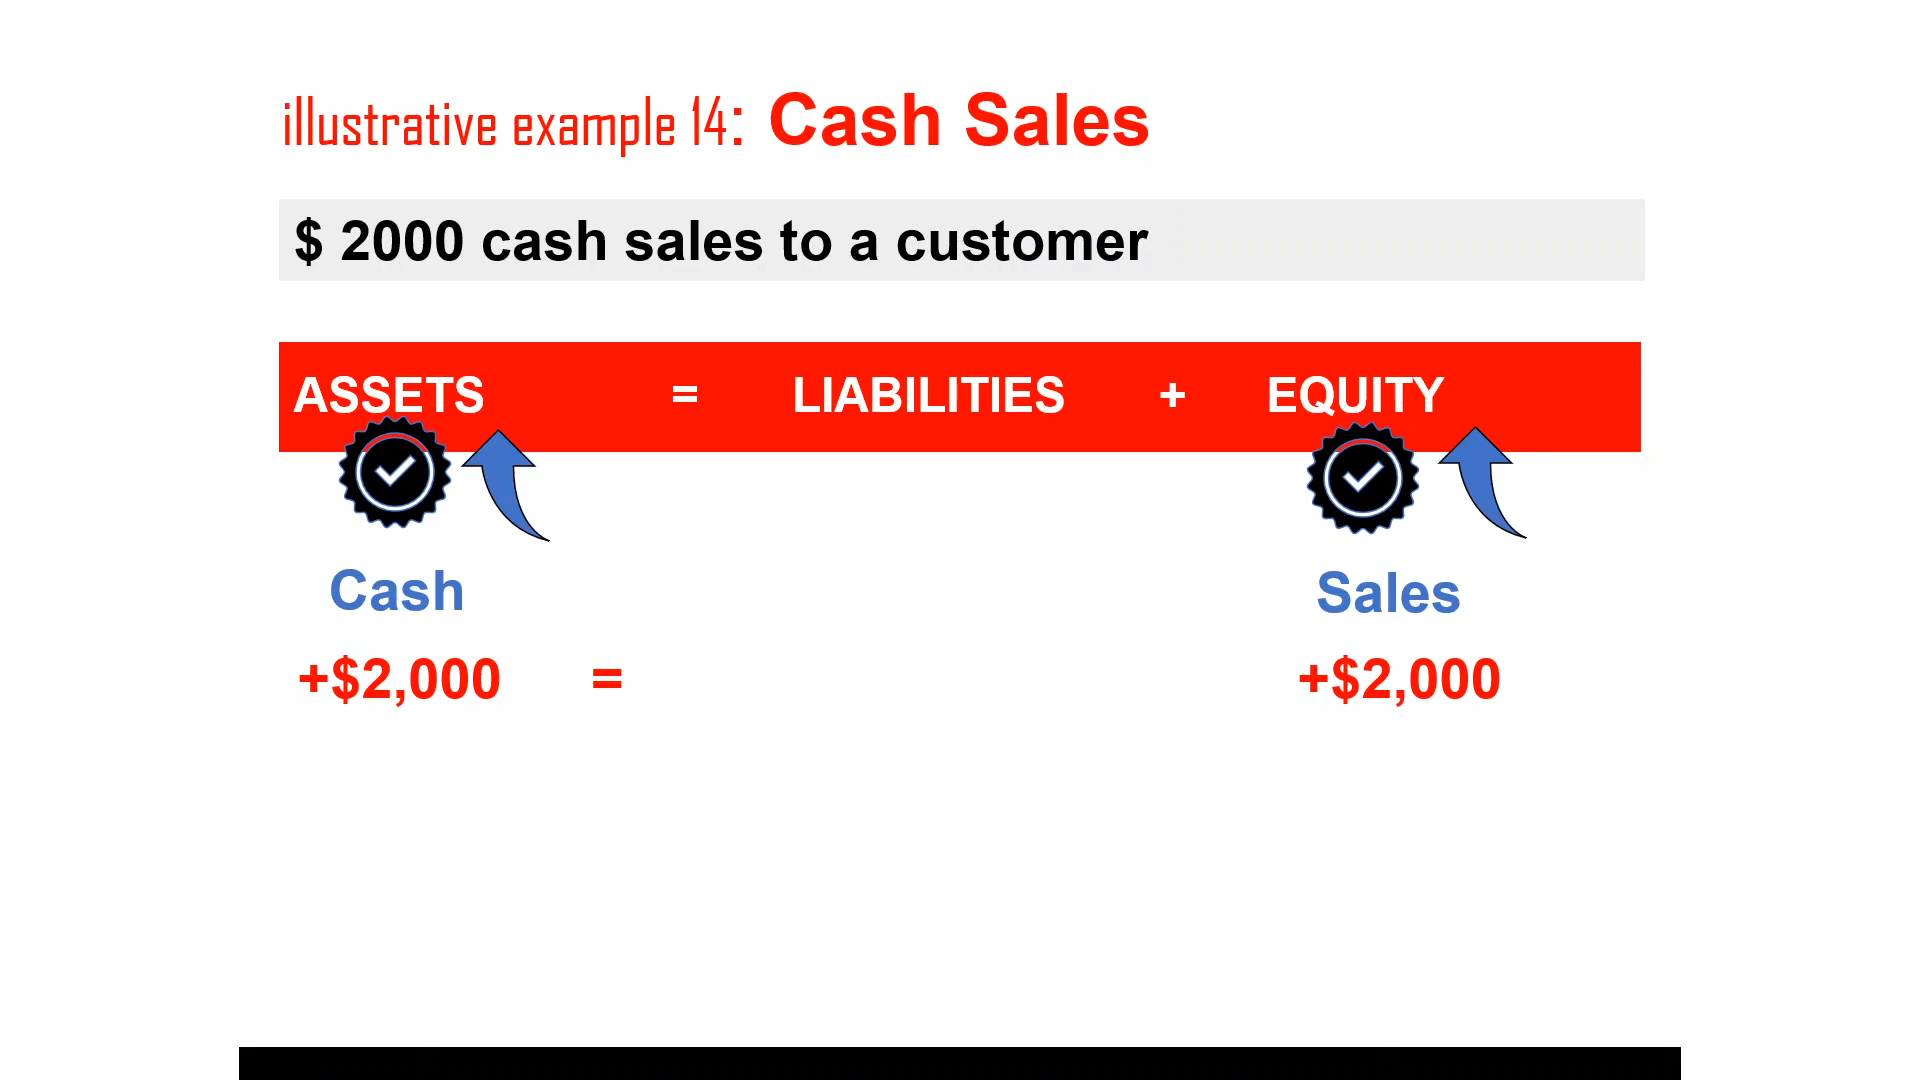 illustrative example 14: Cash Sales
$ 2000 cash sales to a customer
ASSETS = LIABILITIES + EQUITY
Cash Sales
+$2,000 = +$2,000